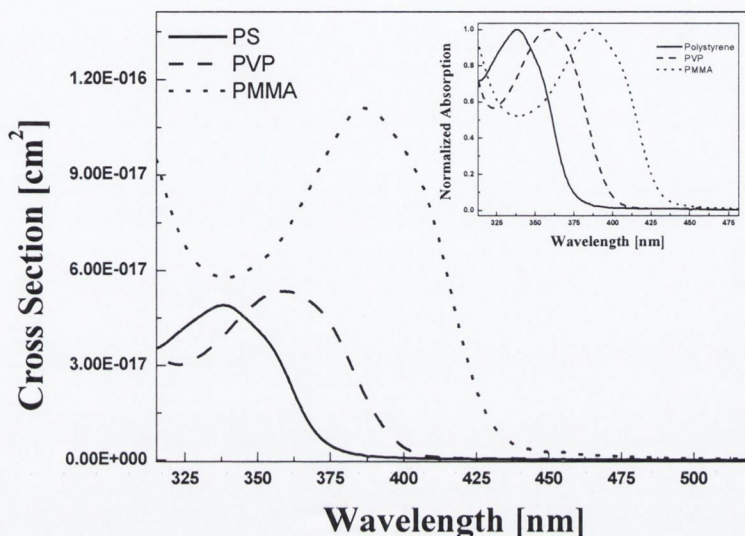 PS
PVP
PMMA
1.20E-016
9.00E-017
6.00E-017
3.00E-017
0.00E+000
Cross Section [cm²]
325 350 375 400 425 450 475 500
Wavelength [nm]
Polystyrene
PVP
PMMA
1.0
0.8
0.6
0.4
0.2
0.0
Normalized Absorption
325 350 375 400 425 450 475
Wavelength [nm]